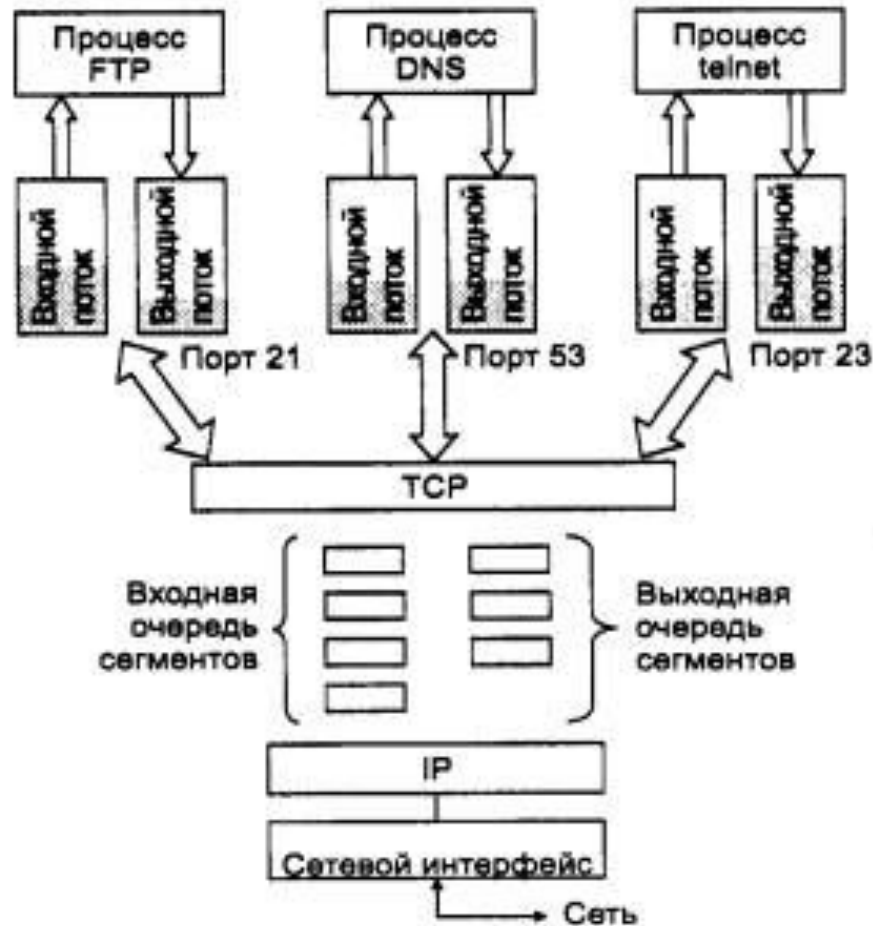 Процесс
FTP
Процесс
DNS
Процесс
telnet
Входной
поток
Выходной
поток
Входной
поток
Выходной
поток
Входной
поток
Выходной
поток
Порт 21
Порт 53
Порт 23
TCP
Входная
очередь
сегментов
Выходная
очередь
сегментов
IP
Сетевой интерфейс
Сеть